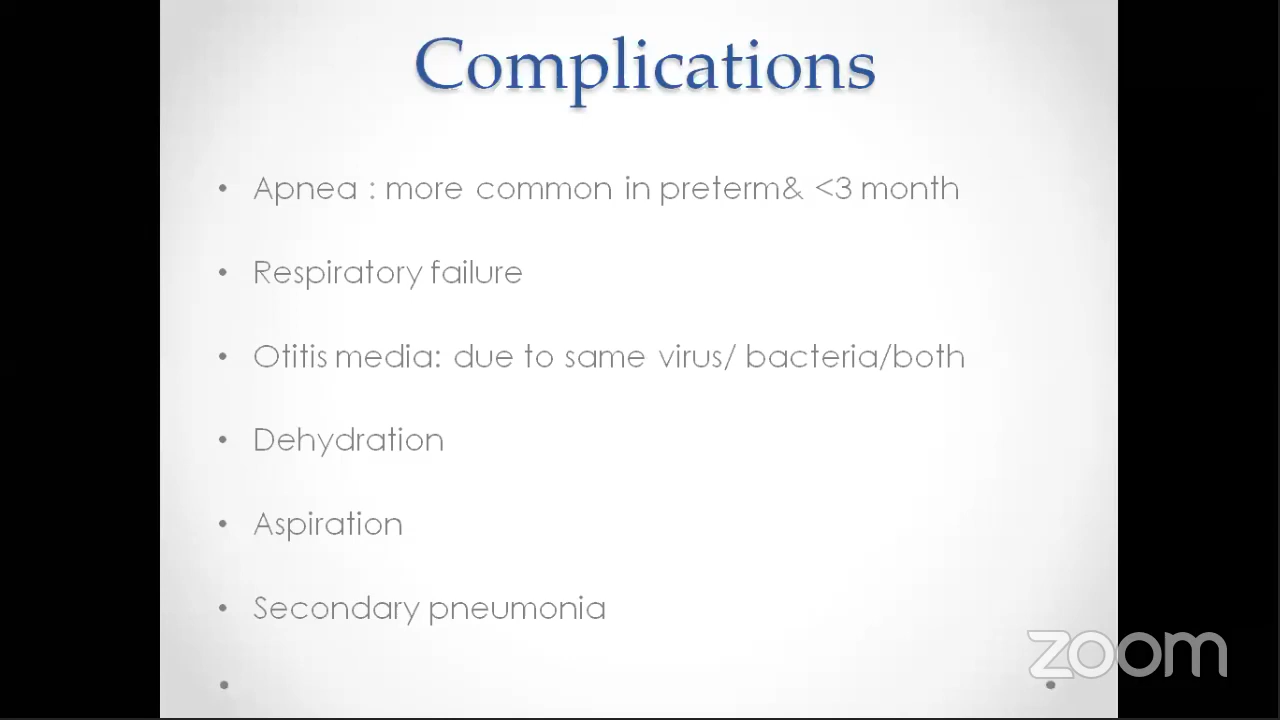 Complications
• Apnea : more common in preterm& <3 month
• Respiratory failure
• Otitis media: due to same virus/ bacteria/both
• Dehydration
• Aspiration
• Secondary pneumonia
zoom